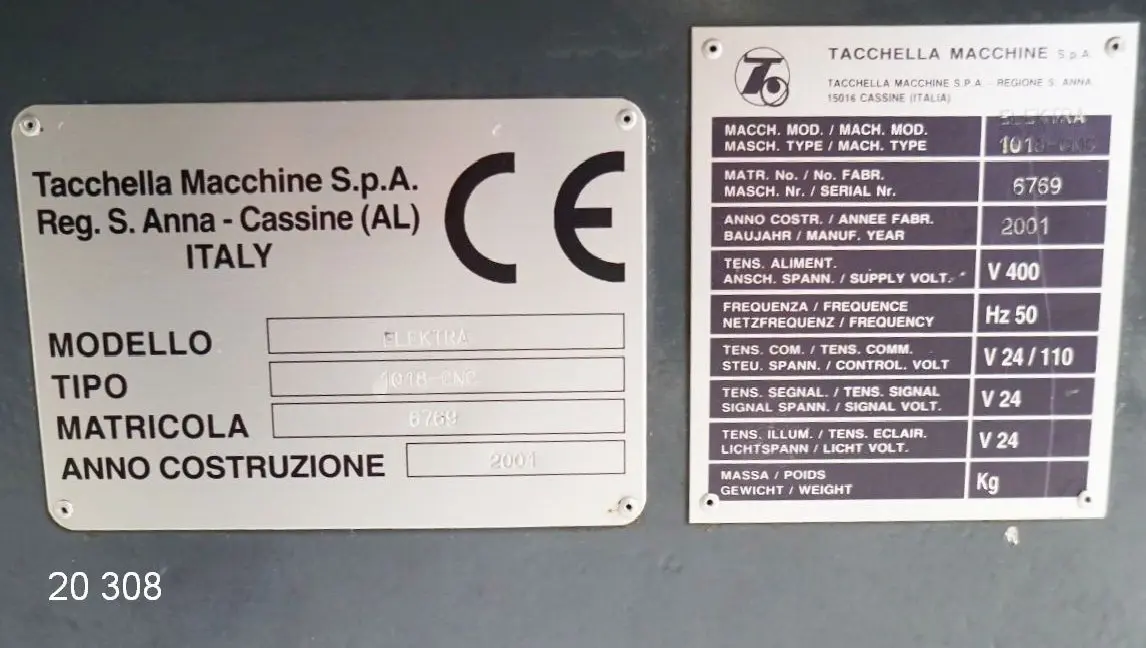 Tacchella Macchine S.p.A.
Reg. S. Anna - Cassine (AL)
ITALY
CE
MODELLO ELEKTRA
TIPO 1018-CNC
MATRICOLA 6769
ANNO COSTRUZIONE 2001
TACCHELLA MACCHINE S.p.A.
TACCHELLA MACCHINE S.P.A. - REGIONE S. ANNA
15016 CASSINE (ITALIA)
MACCH. MOD. / MACH. MOD. ELEKTRA
MASCH. TYPE / MACH. TYPE 1018-CNC
MATR. No. / No. FABR.
MASCH. Nr. / SERIAL Nr. 6769
ANNO COSTR. / ANNEE FABR.
BAUJAHR / MANUF. YEAR 2001
TENS. ALIMENT.
ANSCH. SPANN. / SUPPLY VOLT. V 400
FREQUENZA / FREQUENCE
NETZFREQUENZ / FREQUENCY Hz 50
TENS. COM. / TENS. COMM.
STEU. SPANN. / CONTROL. VOLT V 24 / 110
TENS. SEGNAL. / TENS. SIGNAL
SIGNAL SPANN. / SIGNAL VOLT. V 24
TENS. ILLUM. / TENS. ECLAIR.
LICHTSPANN / LICHT VOLT. V 24
MASSA / POIDS
GEWICHT / WEIGHT Kg
20 308